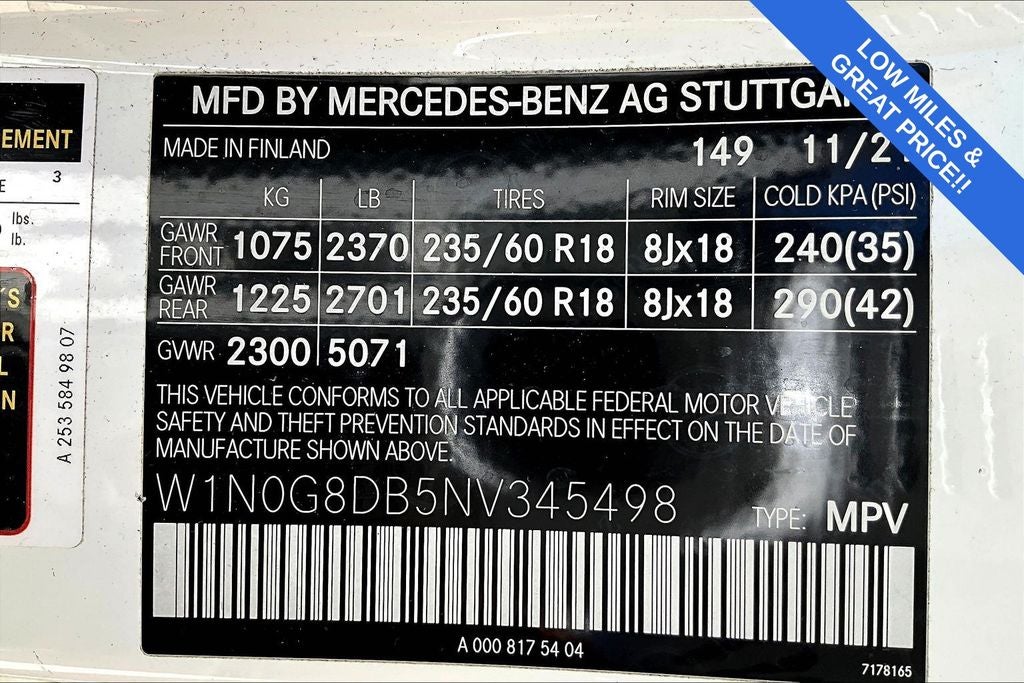 LOW MILES &
GREAT PRICE!!
MFD BY MERCEDES-BENZ AG
MADE IN FINLAND 149
KG LB TIRES RIM SIZE COLD KPA (PSI)
GAWR FRONT 1075 2370 235/60 R18 8Jx18 240(35)
GAWR REAR 1225 2701 235/60 R18 8Jx18 290(42)
GVWR 2300 5071
THIS VEHICLE CONFORMS TO ALL APPLICABLE FEDERAL MOTOR VEHICLE
SAFETY AND THEFT PREVENTION STANDARDS IN EFFECT ON THE DATE OF
MANUFACTURE SHOWN ABOVE.
W1N0G8DB5NV345498
TYPE: MPV
A 000 817 54 04
7178165
3
lbs.
lb.
A 253 584 98 07